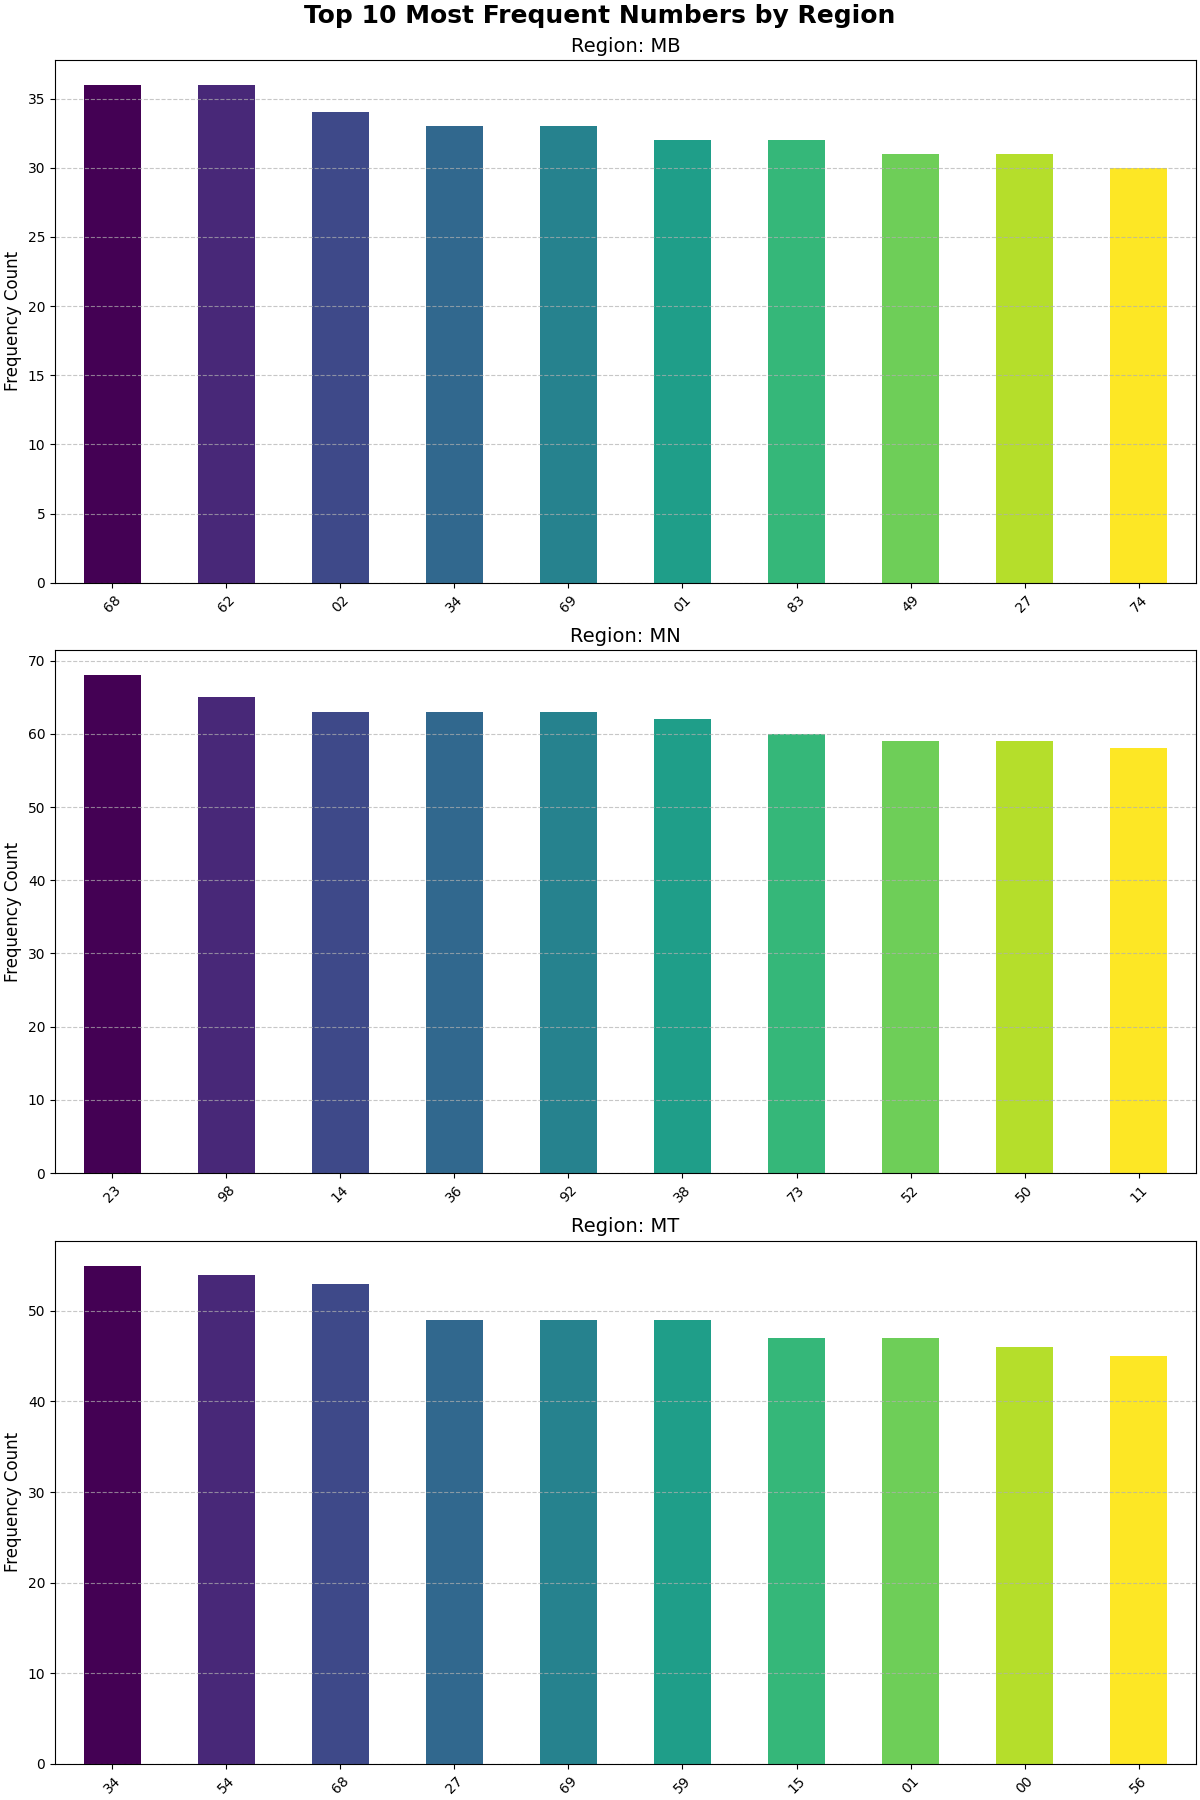 Top 10 Most Frequent Numbers by Region
Region: MB
Frequency Count
35
30
25
20
15
10
5
0
68 62 02 34 69 01 83 49 27 74
Region: MN
Frequency Count
70
60
50
40
30
20
10
0
23 98 14 36 92 38 73 52 50 11
Region: MT
Frequency Count
50
40
30
20
10
0
34 54 68 27 69 59 15 01 00 56